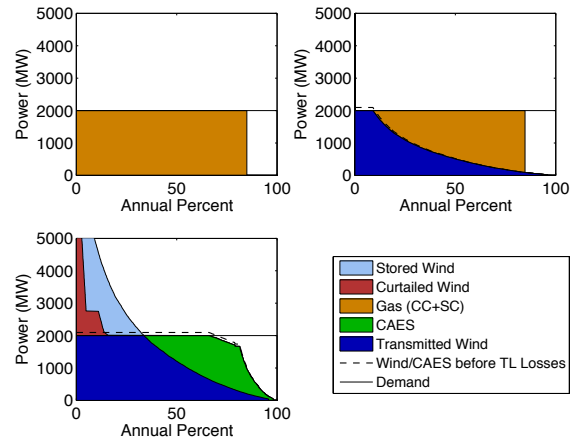 5000
4000
3000
2000
1000
0
Power (MW)
0
50
100
Annual Percent
5000
4000
3000
2000
1000
0
Power (MW)
0
50
100
Annual Percent
5000
4000
3000
2000
1000
0
Power (MW)
0
50
100
Annual Percent
Stored Wind
Curtailed Wind
Gas (CC+SC)
CAES
Transmitted Wind
Wind/CAES before TL Losses
Demand